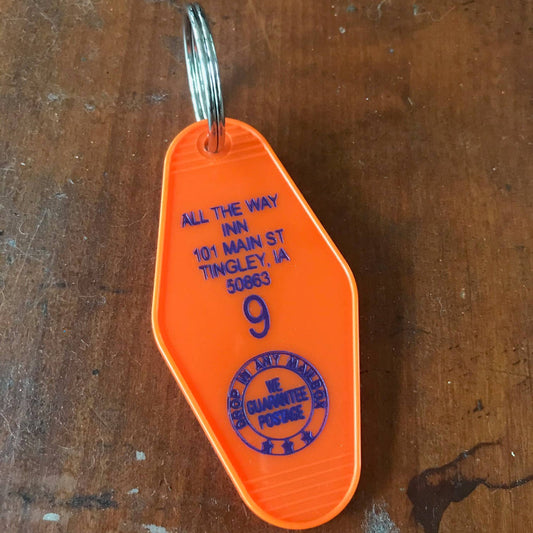 ALL THE WAY
INN
101 MAIN ST
TINGLEY, IA
50863
9
DROP IN ANY MAILBOX
WE
GUARANTEE
POSTAGE